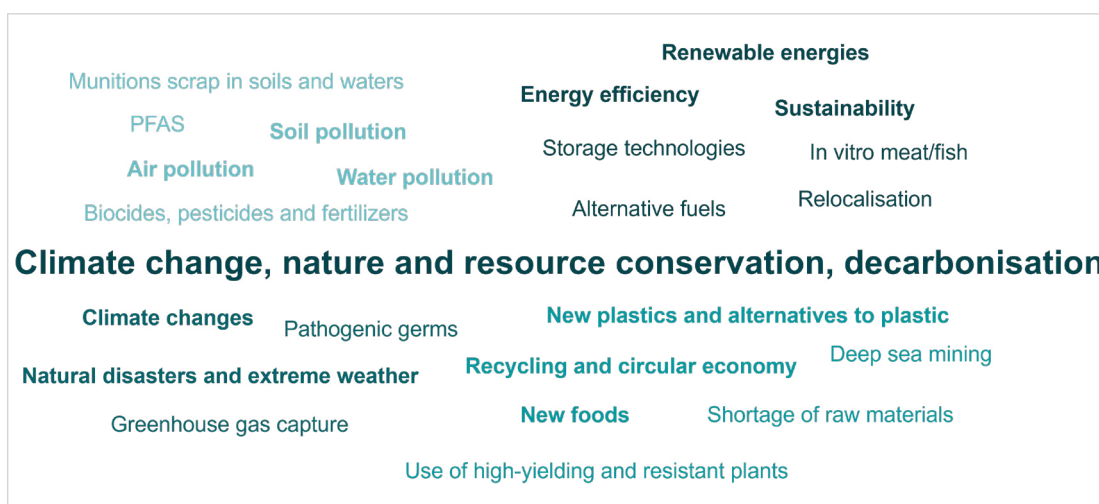 Renewable energies
Munitions scrap in soils and waters
Energy efficiency
Sustainability
PFAS
Soil pollution
Storage technologies
In vitro meat/fish
Air pollution
Water pollution
Relocalisation
Biocides, pesticides and fertilizers
Alternative fuels
Climate change, nature and resource conservation, decarbonisation
Climate changes
New plastics and alternatives to plastic
Pathogenic germs
Deep sea mining
Recycling and circular economy
Natural disasters and extreme weather
New foods
Shortage of raw materials
Greenhouse gas capture
Use of high-yielding and resistant plants